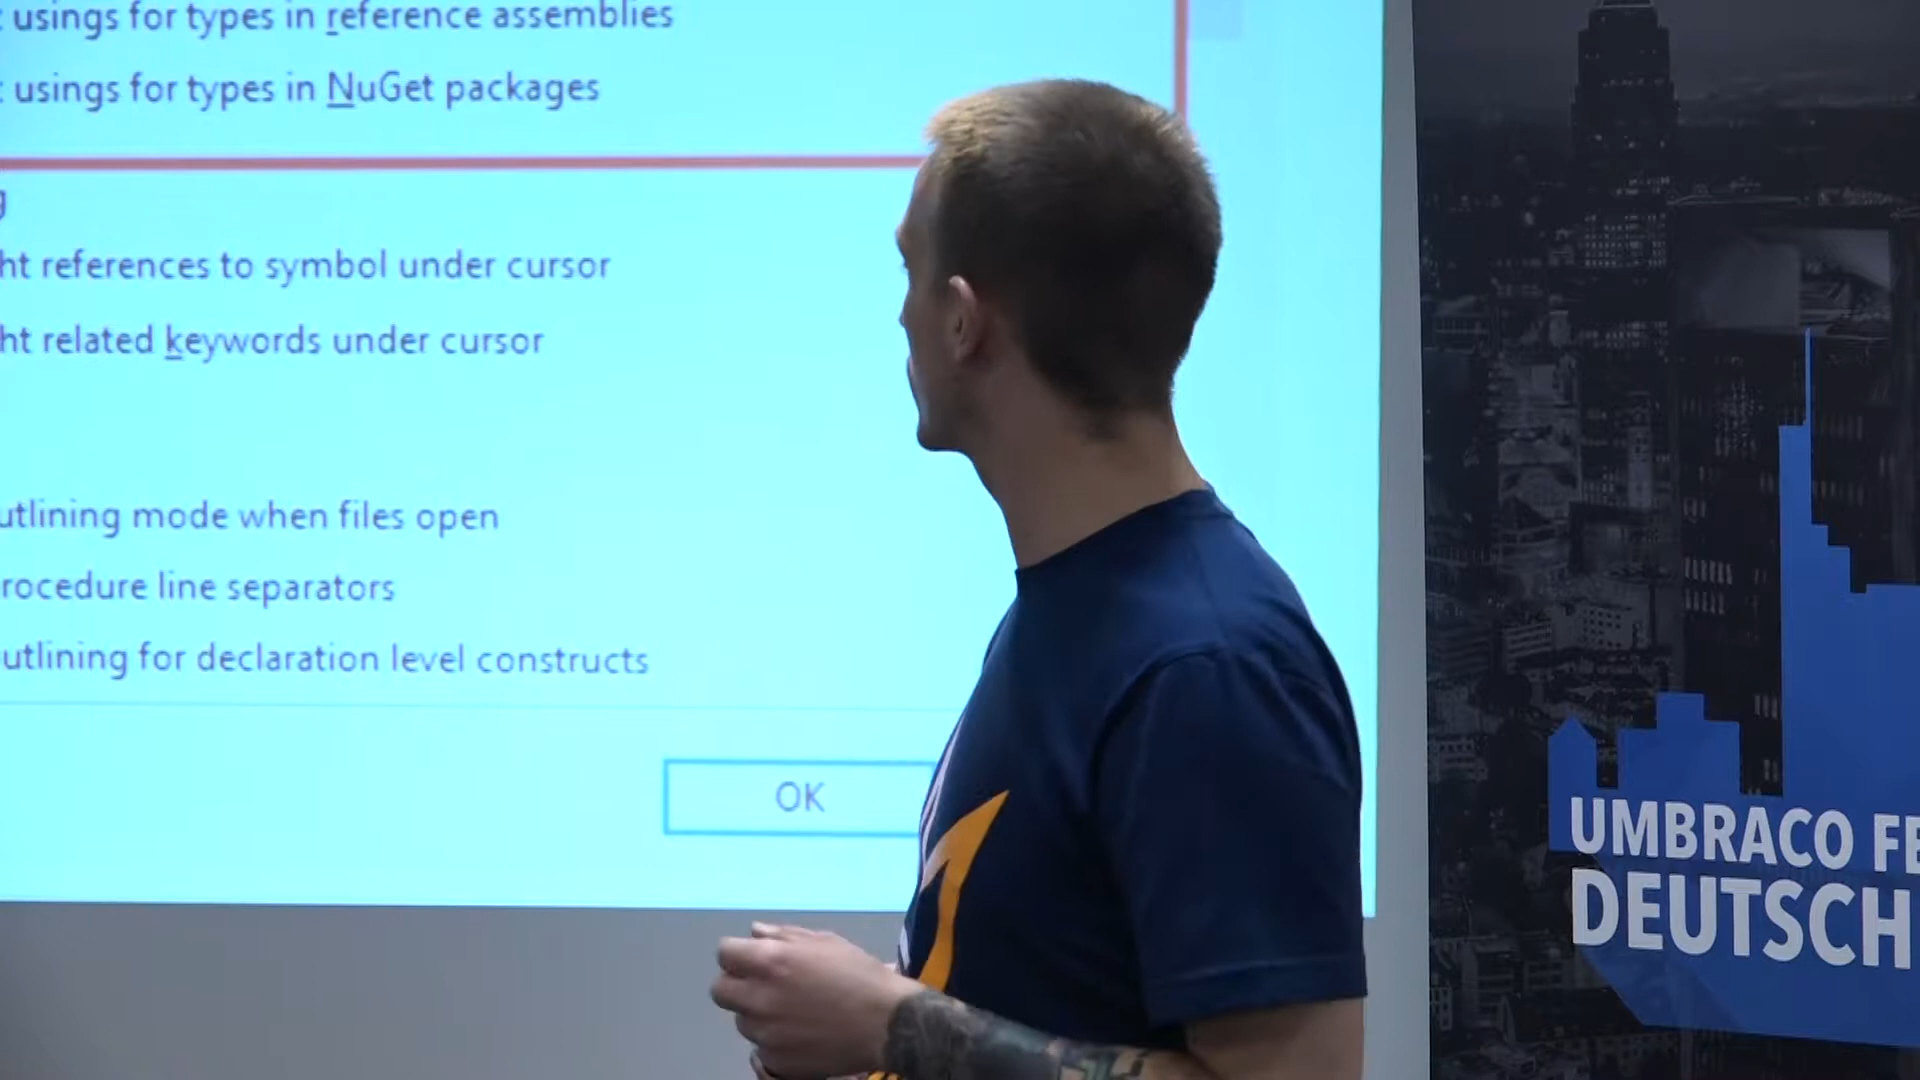 usings for types in reference assemblies
usings for types in NuGet packages
ht references to symbol under cursor
ht related keywords under cursor
utlining mode when files open
rocedure line separators
utlining for declaration level constructs
OK
UMBRACO FE
DEUTSCH